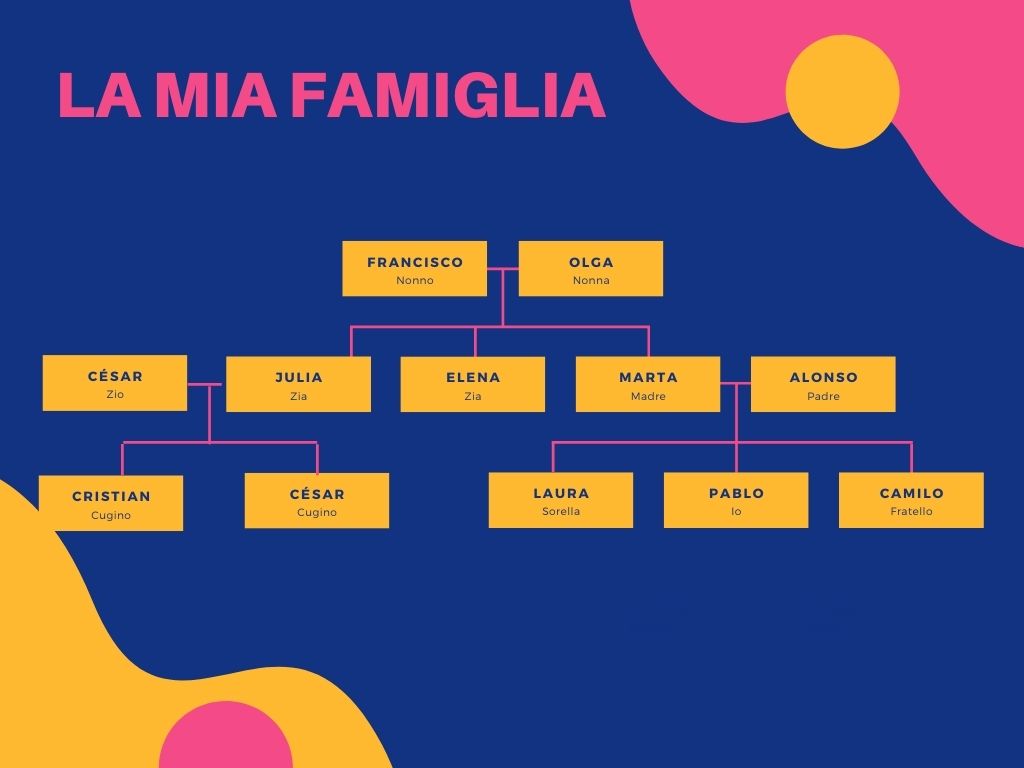 LA MIA FAMIGLIA
FRANCISCO
Nonno
OLGA
Nonna
CÉSAR
Zio
JULIA
Zia
ELENA
Zia
MARTA
Madre
ALONSO
Padre
CRISTIAN
Cugino
CÉSAR
Cugino
LAURA
Sorella
PABLO
Io
CAMILO
Fratello